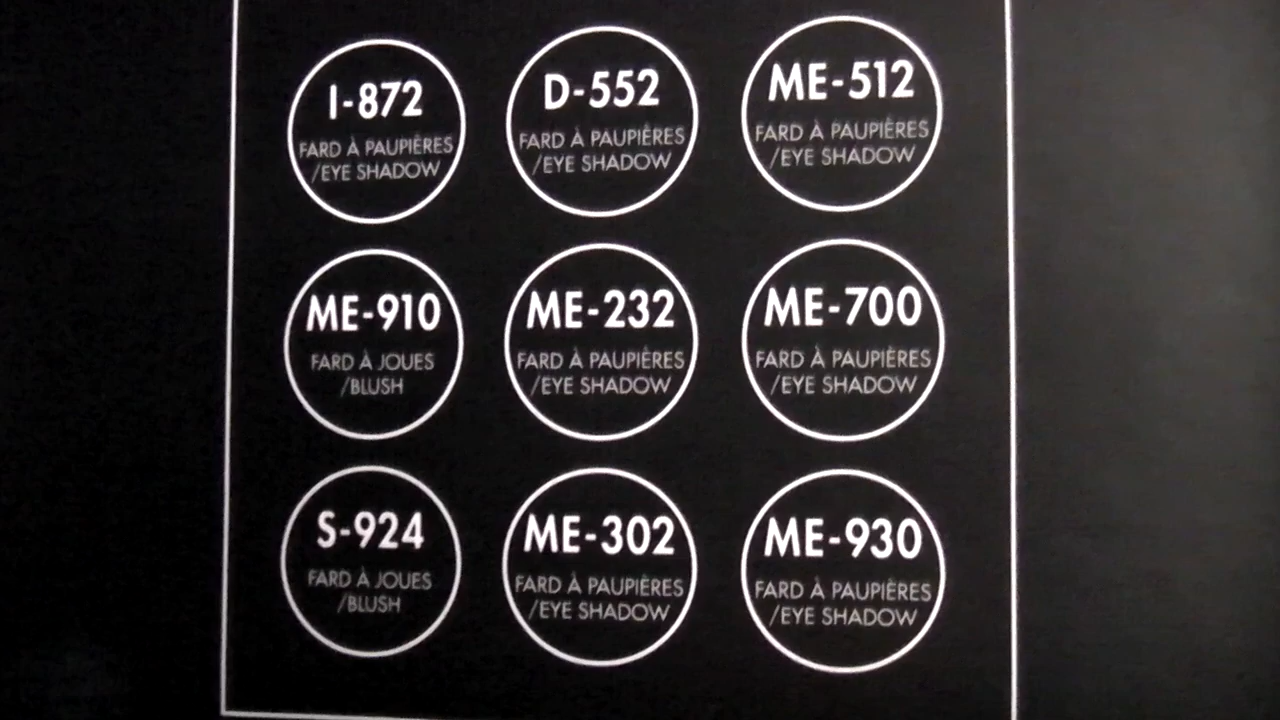 I-872
FARD À PAUPIÈRES
/EYE SHADOW
D-552
FARD À PAUPIÈRES
/EYE SHADOW
ME-512
FARD À PAUPIÈRES
/EYE SHADOW
ME-910
FARD À JOUES
/BLUSH
ME-232
FARD À PAUPIÈRES
/EYE SHADOW
ME-700
FARD À PAUPIÈRES
/EYE SHADOW
S-924
FARD À JOUES
/BLUSH
ME-302
FARD À PAUPIÈRES
/EYE SHADOW
ME-930
FARD À PAUPIÈRES
/EYE SHADOW